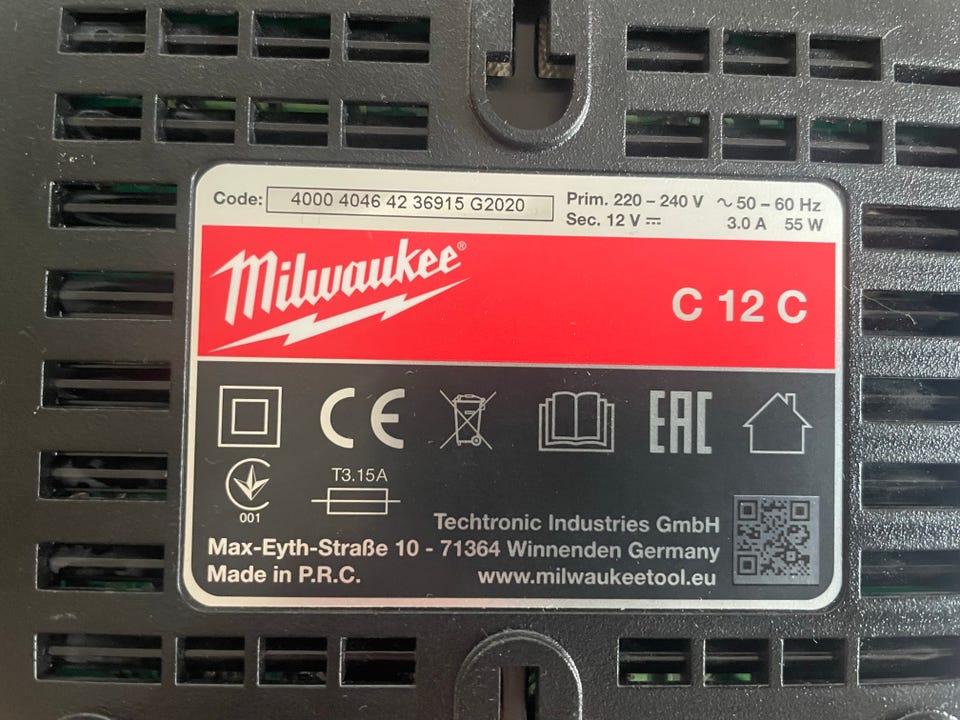 Code: 4000 4046 42 36915 G2020
Prim. 220 – 240 V ∿ 50 – 60 Hz
Sec. 12 V ⎓ 3.0 A 55 W
Milwaukee®
C 12 C
CE
EAC
001
T3.15A
Techtronic Industries GmbH
Max-Eyth-Straße 10 - 71364 Winnenden Germany
Made in P.R.C. www.milwaukeetool.eu